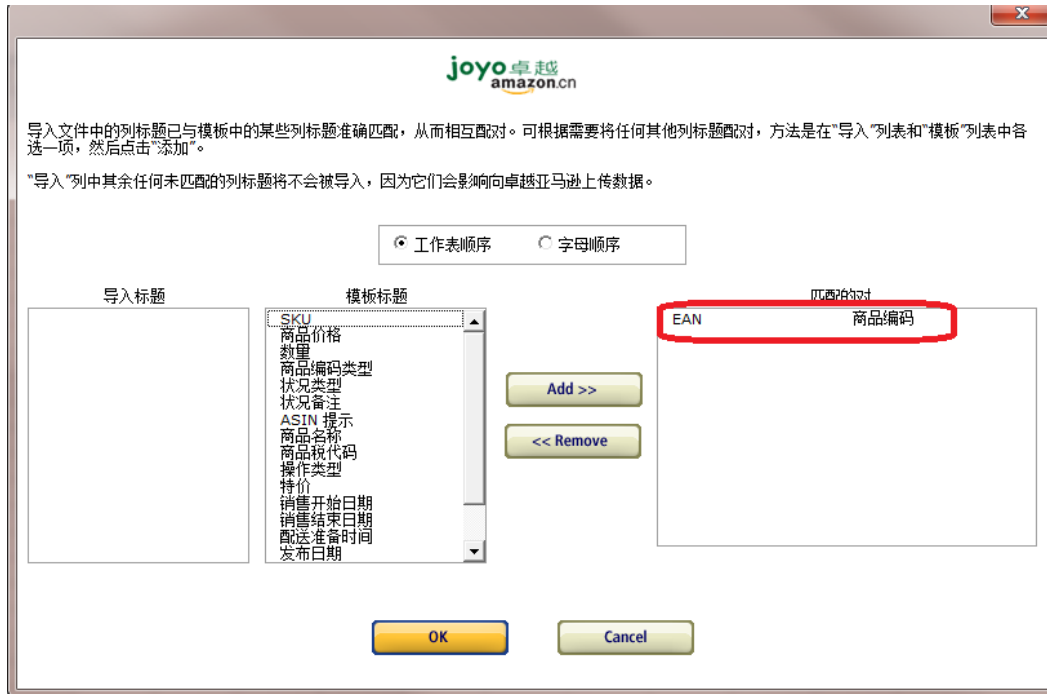 joyo卓越
amazon.cn
导入文件中的列标题已与模板中的某些列标题准确匹配，从而相互配对。可根据需要将任何其他列标题配对，方法是在"导入"列表和"模板"列表中各
选一项，然后点击"添加"。
"导入"列中其余任何未匹配的列标题将不会被导入，因为它们会影响向卓越亚马逊上传数据。
工作表顺序 字母顺序
导入标题 模板标题 匹配的对
SKU
商品价格
数量
商品编码类型
状况类型
状况备注
ASIN 提示
商品名称
商品税代码
操作类型
特价
销售开始日期
销售结束日期
配送准备时间
发布日期
Add >>
<< Remove
EAN 商品编码
OK Cancel